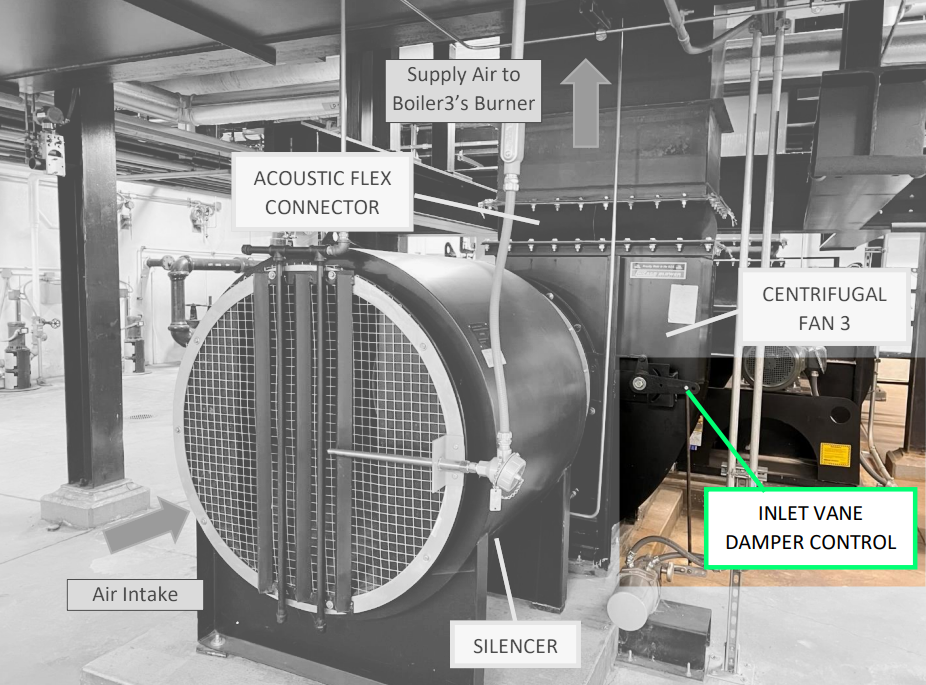 Supply Air to
Boiler3's Burner
ACOUSTIC FLEX
CONNECTOR
CENTRIFUGAL
FAN 3
INLET VANE
DAMPER CONTROL
Air Intake
SILENCER